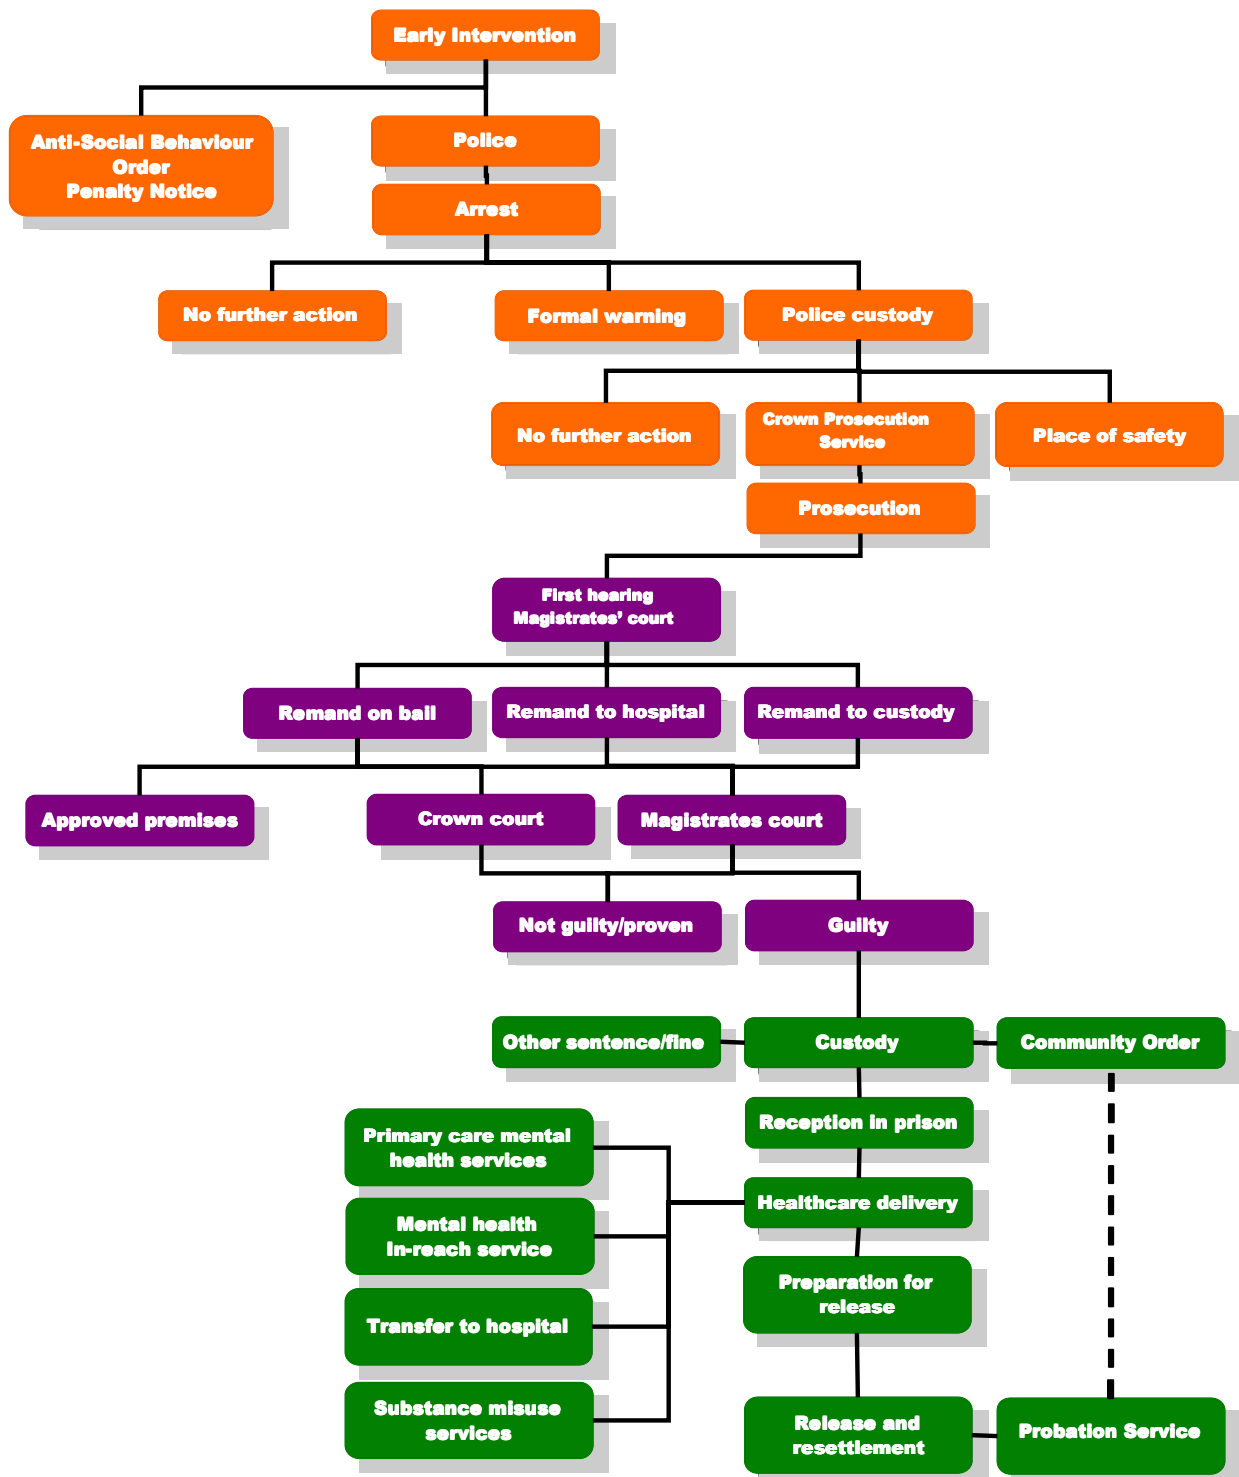 Early Intervention
Anti-Social Behaviour
Order
Penalty Notice
Police
Arrest
No further action
Formal warning
Police custody
No further action
Crown Prosecution
Service
Place of safety
Prosecution
First hearing
Magistrates’ court
Remand on bail
Remand to hospital
Remand to custody
Approved premises
Crown court
Magistrates court
Not guilty/proven
Guilty
Other sentence/fine
Custody
Community Order
Reception in prison
Primary care mental
health services
Healthcare delivery
Mental health
In-reach service
Preparation for
release
Transfer to hospital
Substance misuse
services
Release and
resettlement
Probation Service